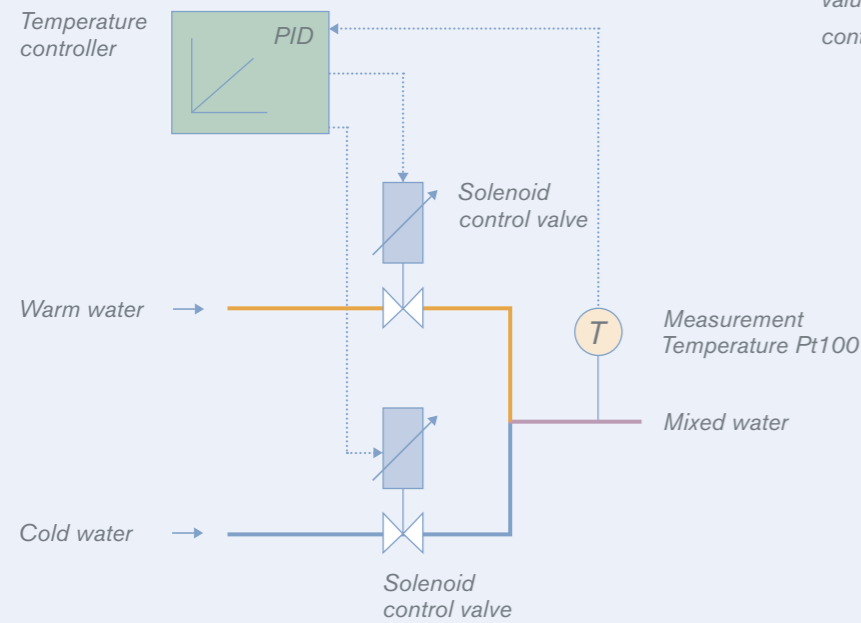 Temperature
controller
PID
Solenoid
control valve
Warm water
T
Measurement
Temperature Pt100
Mixed water
Cold water
Solenoid
control valve